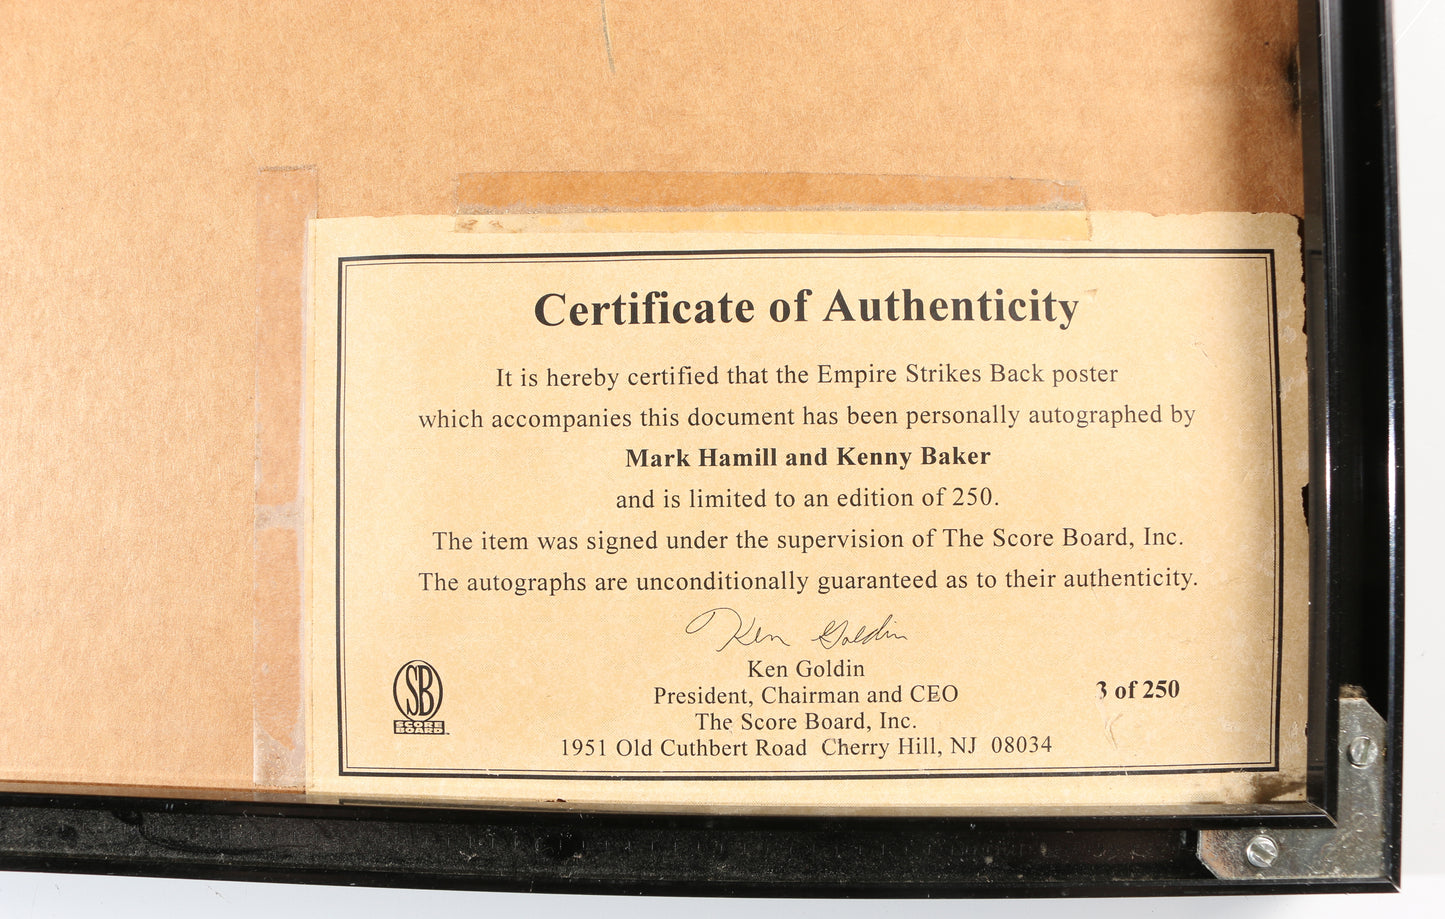 Certificate of Authenticity
It is hereby certified that the Empire Strikes Back poster
which accompanies this document has been personally autographed by
Mark Hamill and Kenny Baker
and is limited to an edition of 250.
The item was signed under the supervision of The Score Board, Inc.
The autographs are unconditionally guaranteed as to their authenticity.
Ken Goldin
Ken Goldin
President, Chairman and CEO
The Score Board, Inc.
1951 Old Cuthbert Road Cherry Hill, NJ 08034
3 of 250
SB
SCORE
BOARD